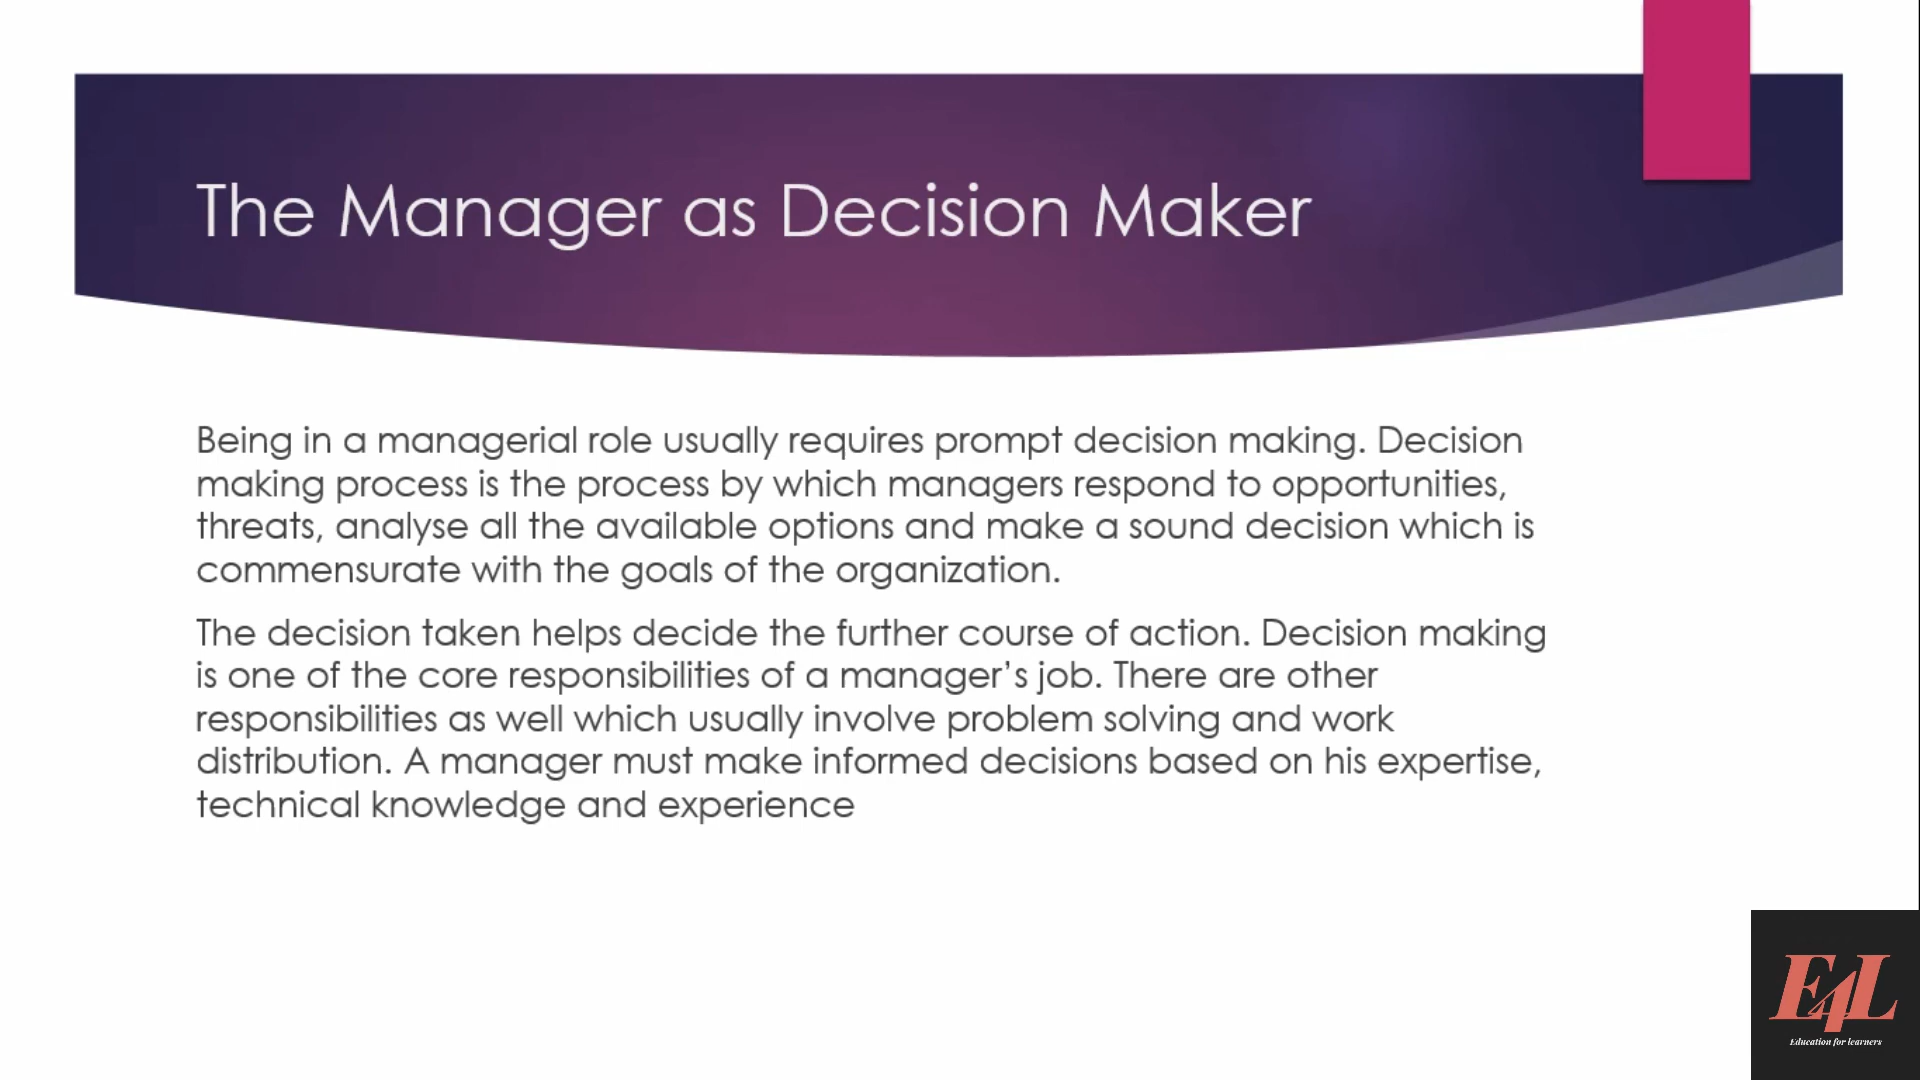 The Manager as Decision Maker
Being in a managerial role usually requires prompt decision making. Decision
making process is the process by which managers respond to opportunities,
threats, analyse all the available options and make a sound decision which is
commensurate with the goals of the organization.
The decision taken helps decide the further course of action. Decision making
is one of the core responsibilities of a manager’s job. There are other
responsibilities as well which usually involve problem solving and work
distribution. A manager must make informed decisions based on his expertise,
technical knowledge and experience
E4L
Education for learners